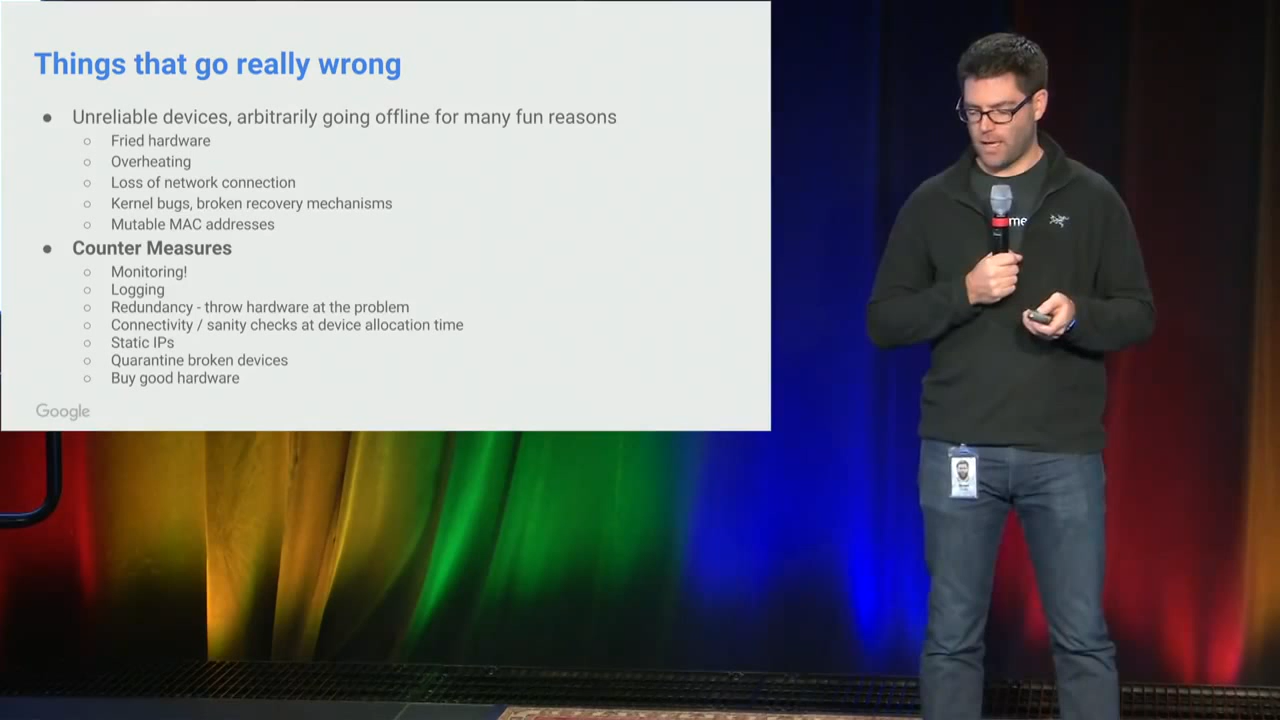 Things that go really wrong
● Unreliable devices, arbitrarily going offline for many fun reasons
○ Fried hardware
○ Overheating
○ Loss of network connection
○ Kernel bugs, broken recovery mechanisms
○ Mutable MAC addresses
● Counter Measures
○ Monitoring!
○ Logging
○ Redundancy - throw hardware at the problem
○ Connectivity / sanity checks at device allocation time
○ Static IPs
○ Quarantine broken devices
○ Buy good hardware
Google
me